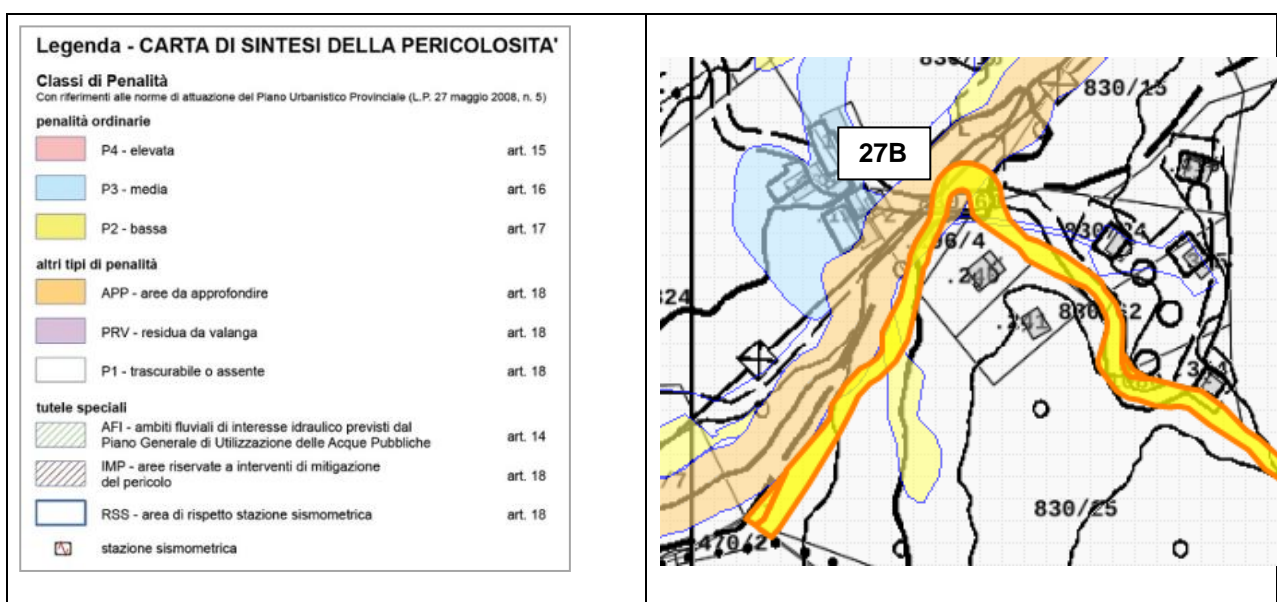 Legenda - CARTA DI SINTESI DELLA PERICOLOSITA'
Classi di Penalità
Con riferimenti alle norme di attuazione del Piano Urbanistico Provinciale (L.P. 27 maggio 2008, n. 5)
penalità ordinarie
P4 - elevata art. 15
P3 - media art. 16
P2 - bassa art. 17
altri tipi di penalità
APP - aree da approfondire art. 18
PRV - residua da valanga art. 18
P1 - trascurabile o assente art. 18
tutele speciali
AFI - ambiti fluviali di interesse idraulico previsti dal
Piano Generale di Utilizzazione delle Acque Pubbliche art. 14
IMP - aree riservate a interventi di mitigazione
del pericolo art. 18
RSS - area di rispetto stazione sismometrica art. 18
stazione sismometrica
830/15
27B
830/25